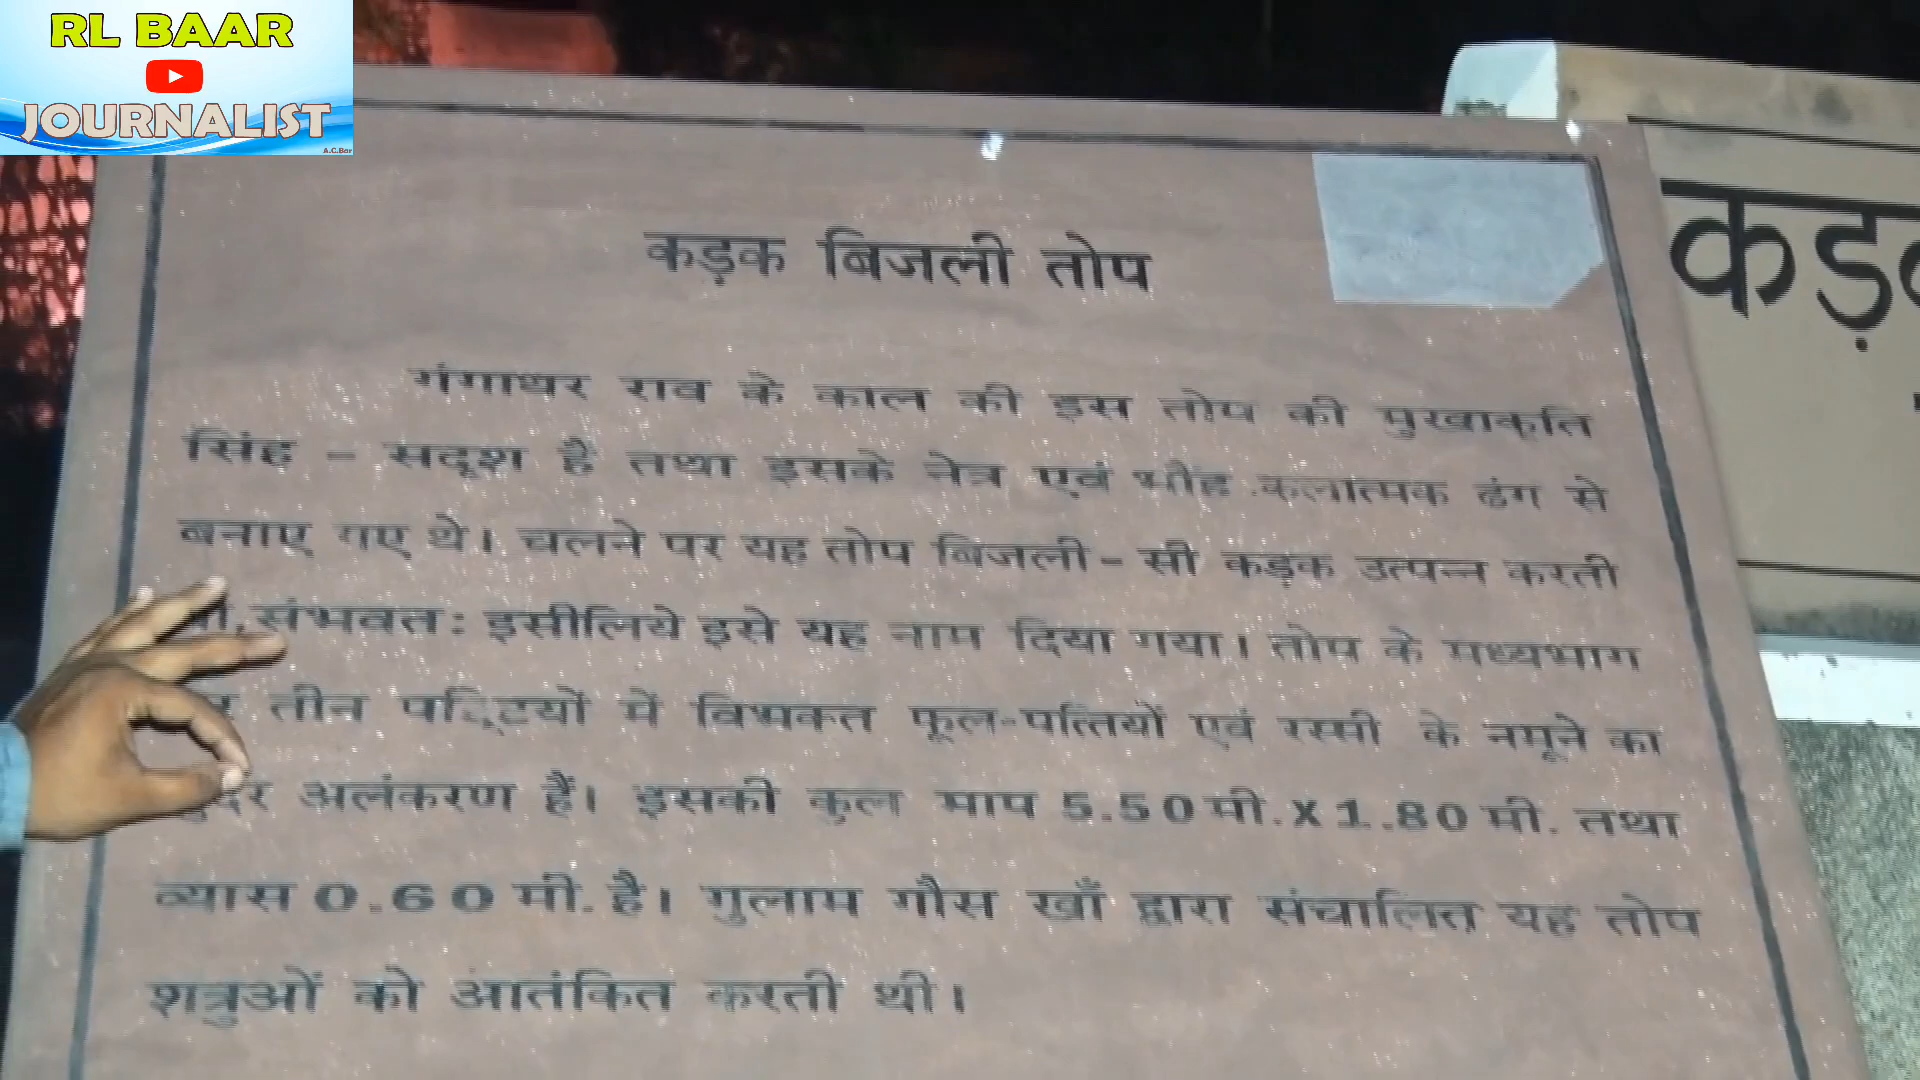 RL BAAR
JOURNALIST
A.C.Bar
कड़क बिजली तोप
गंगाधर राव के काल की इस तोप की मुखाकृति
सिंह - सदृश है तथा इसके नेत्र एवं भौंह कलात्मक ढंग से
बनाए गए थे। चलने पर यह तोप बिजली- सी कड़क उत्पन्न करती
संभवत: इसीलिये इसे यह नाम दिया गया। तोप के मध्यभाग
तीन पट्टियों में विभक्त फूल-पत्तियों एवं रस्सी के नमूने का
अलंकरण हैं। इसकी कुल माप 5.50 मी. X 1.80 मी. तथा
व्यास 0.60 मी. है। गुलाम गौस खाँ द्वारा संचालित यह तोप
शत्रुओं को आतंकित करती थी।